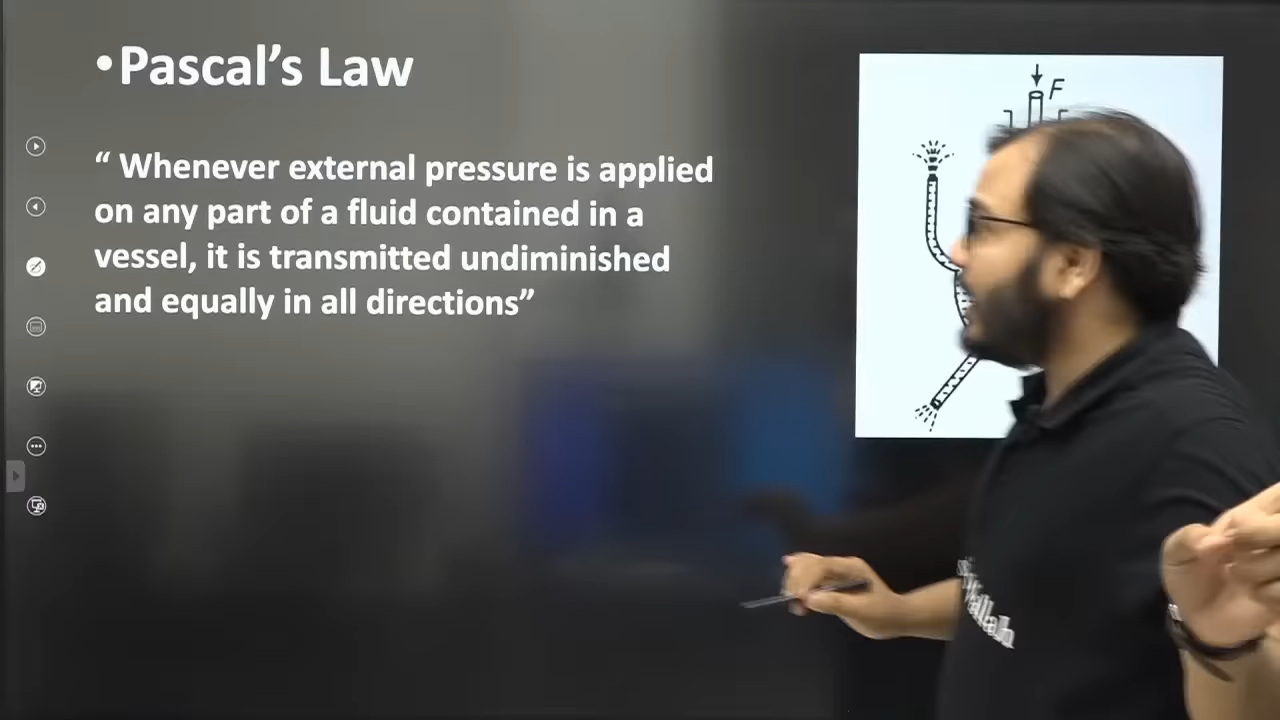 •Pascal’s Law
“ Whenever external pressure is applied
on any part of a fluid contained in a
vessel, it is transmitted undiminished
and equally in all directions”
F
Wallah